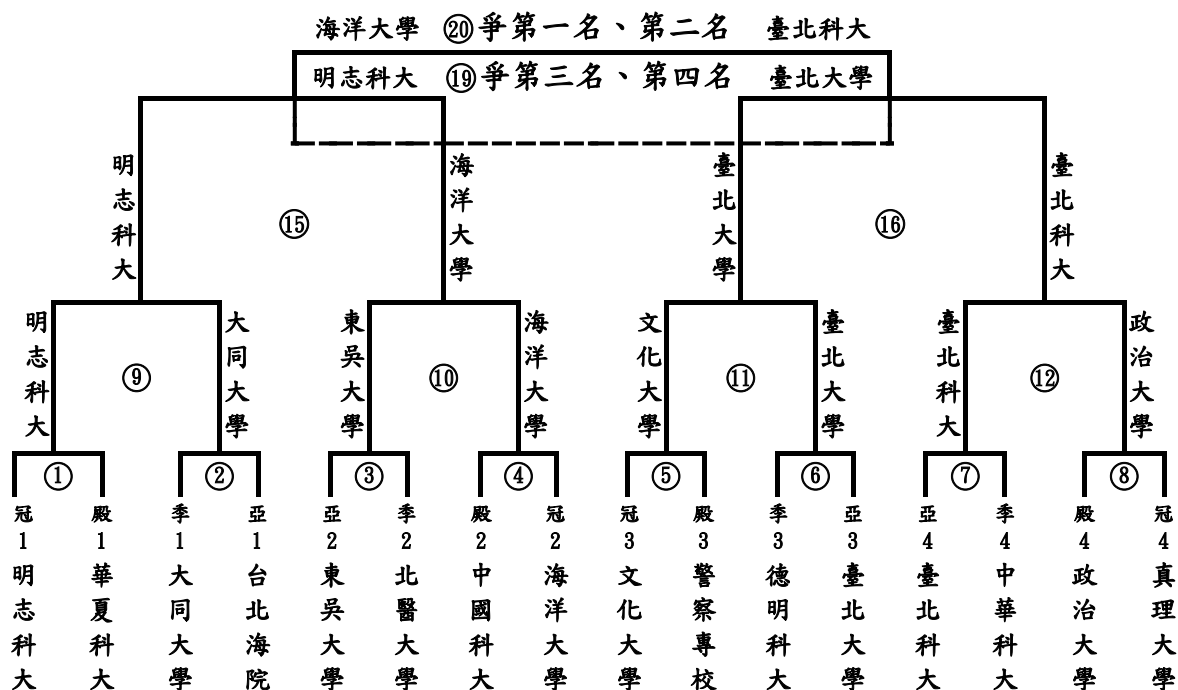 海洋大學 ⑳爭第一名、第二名 臺北科大
明志科大 ⑲爭第三名、第四名 臺北大學
明志科大
⑮
海洋大學
臺北大學
⑯
臺北科大
明志科大
⑨
大同大學
東吳大學
⑩
海洋大學
文化大學
⑪
臺北大學
臺北科大
⑫
政治大學
① ② ③ ④ ⑤ ⑥ ⑦ ⑧
冠1明志科大
殿1華夏科大
季1大同大學
亞1台北海院
亞2東吳大學
季2北醫大學
殿2中國科大
冠2海洋大學
冠3文化大學
殿3警察專校
季3德明科大
亞3臺北大學
亞4臺北科大
季4中華科大
殿4政治大學
冠4真理大學